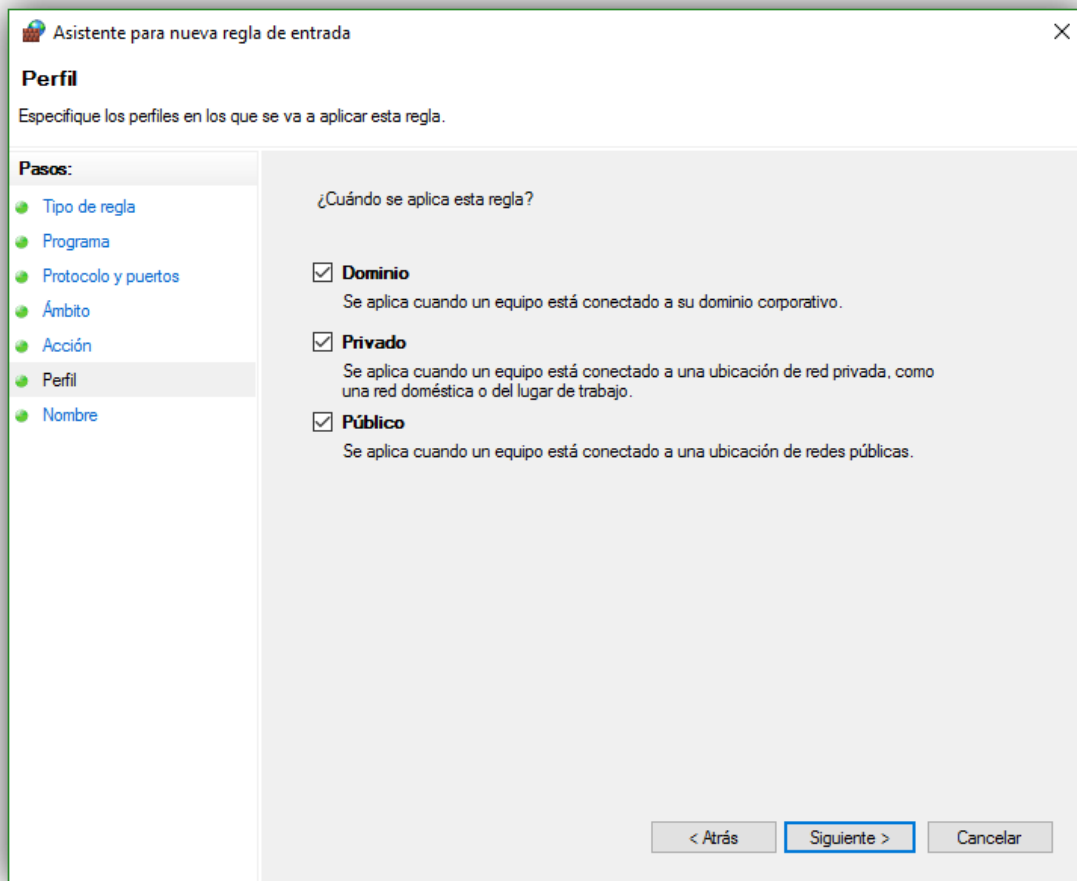 Asistente para nueva regla de entrada
Perfil
Especifique los perfiles en los que se va a aplicar esta regla.
Pasos:
Tipo de regla
Programa
Protocolo y puertos
Ámbito
Acción
Perfil
Nombre
¿Cuándo se aplica esta regla?
Dominio
Se aplica cuando un equipo está conectado a su dominio corporativo.
Privado
Se aplica cuando un equipo está conectado a una ubicación de red privada, como
una red doméstica o del lugar de trabajo.
Público
Se aplica cuando un equipo está conectado a una ubicación de redes públicas.
< Atrás
Siguiente >
Cancelar